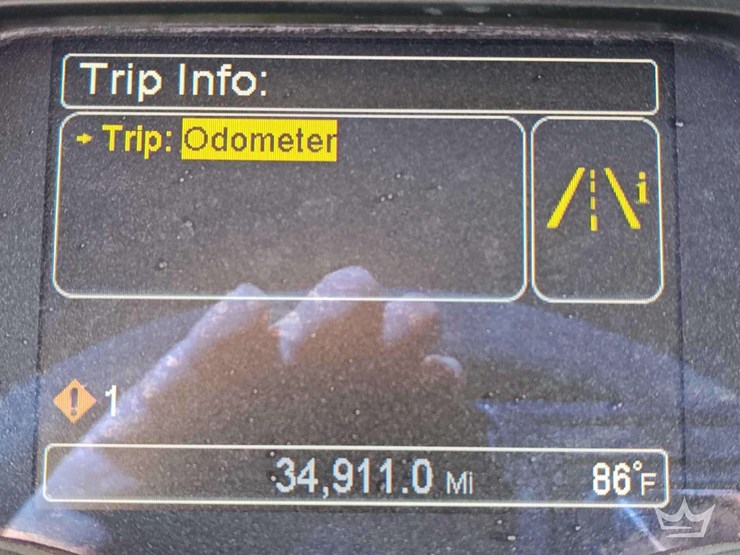 Trip Info:
Trip: Odometer
i
! 1
34,911.0 Mi 86°F